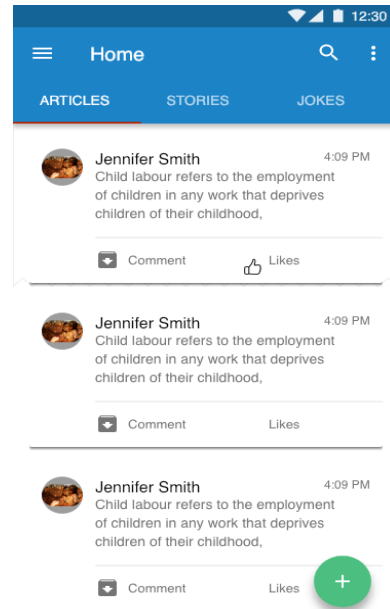 12:30
Home
ARTICLES STORIES JOKES
Jennifer Smith 4:09 PM
Child labour refers to the employment
of children in any work that deprives
children of their childhood,
Comment Likes
Jennifer Smith 4:09 PM
Child labour refers to the employment
of children in any work that deprives
children of their childhood,
Comment Likes
Jennifer Smith 4:09 PM
Child labour refers to the employment
of children in any work that deprives
children of their childhood,
Comment Likes